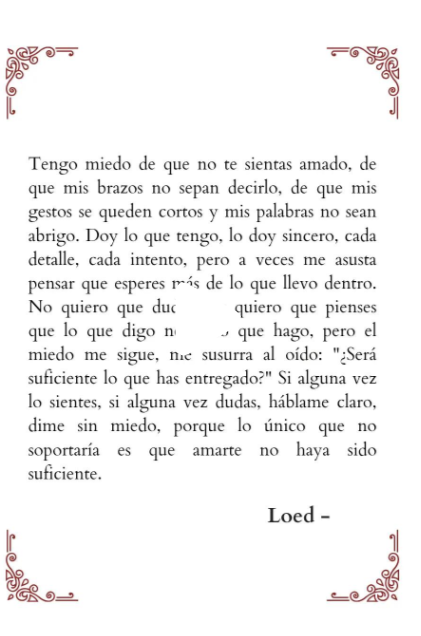 Tengo miedo de que no te sientas amado, de
que mis brazos no sepan decirlo, de que mis
gestos se queden cortos y mis palabras no sean
abrigo. Doy lo que tengo, lo doy sincero, cada
detalle, cada intento, pero a veces me asusta
pensar que esperes más de lo que llevo dentro.
No quiero que quiero que pienses
que lo que digo que hago, pero el
miedo me sigue, me susurra al oído: "¿Será
suficiente lo que has entregado?" Si alguna vez
lo sientes, si alguna vez dudas, háblame claro,
dime sin miedo, porque lo único que no
soportaría es que amarte no haya sido
suficiente.
Loed -